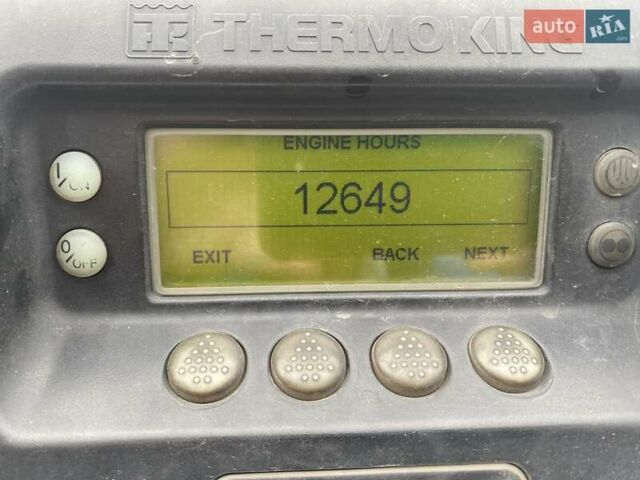 THERMO KING
auto RIA.com
ENGINE HOURS
12649
EXIT BACK NEXT
I/ON
0/OFF